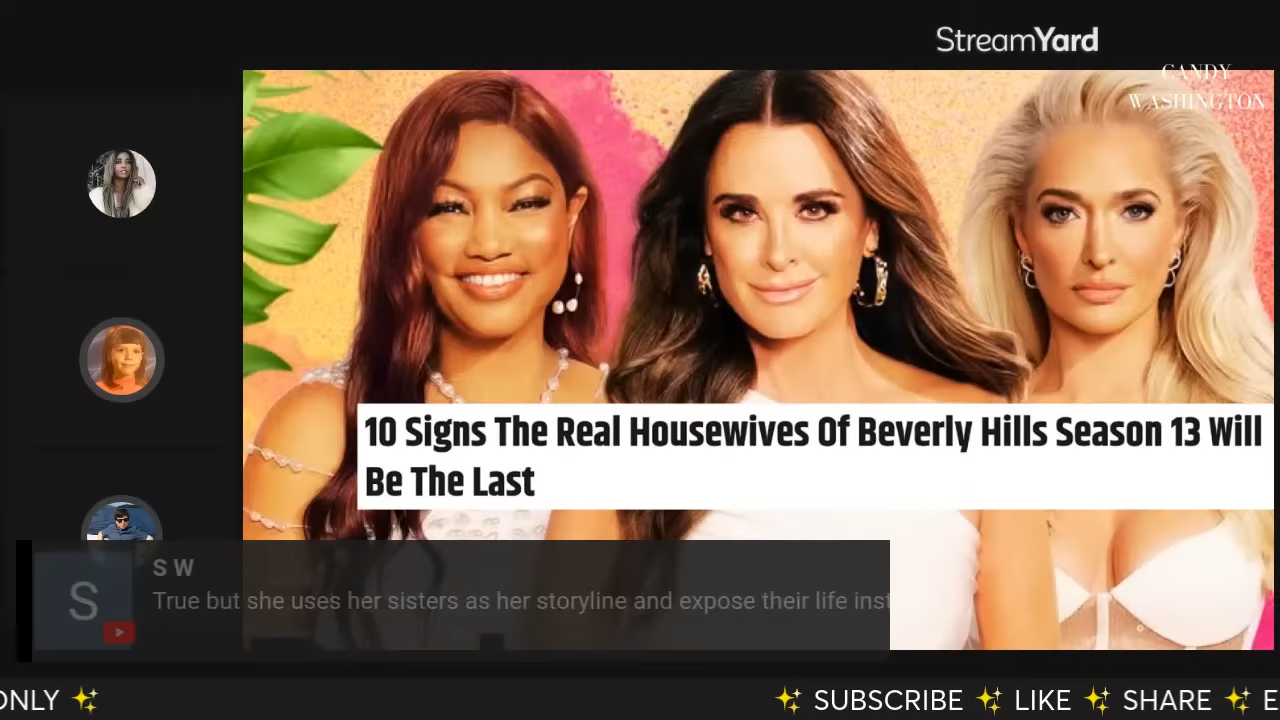 StreamYard
CANDY
WASHINGTON
10 Signs The Real Housewives Of Beverly Hills Season 13 Will
Be The Last
S W
S
True but she uses her sisters as her storyline and expose their life inst
ONLY ✨ ✨ SUBSCRIBE ✨ LIKE ✨ SHARE ✨ E